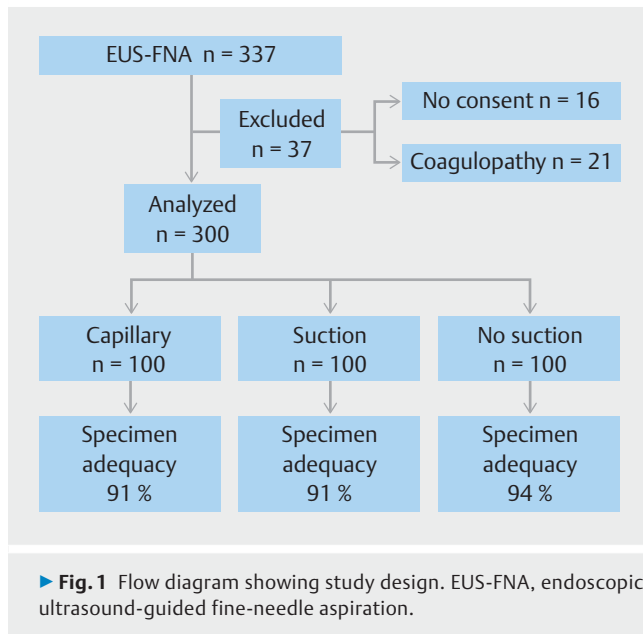 EUS-FNA n = 337
Excluded
n = 37
No consent n = 16
Coagulopathy n = 21
Analyzed
n = 300
Capillary
n = 100
Suction
n = 100
No suction
n = 100
Specimen
adequacy
91 %
Specimen
adequacy
91 %
Specimen
adequacy
94 %
▶ Fig. 1 Flow diagram showing study design. EUS-FNA, endoscopic
ultrasound-guided fine-needle aspiration.